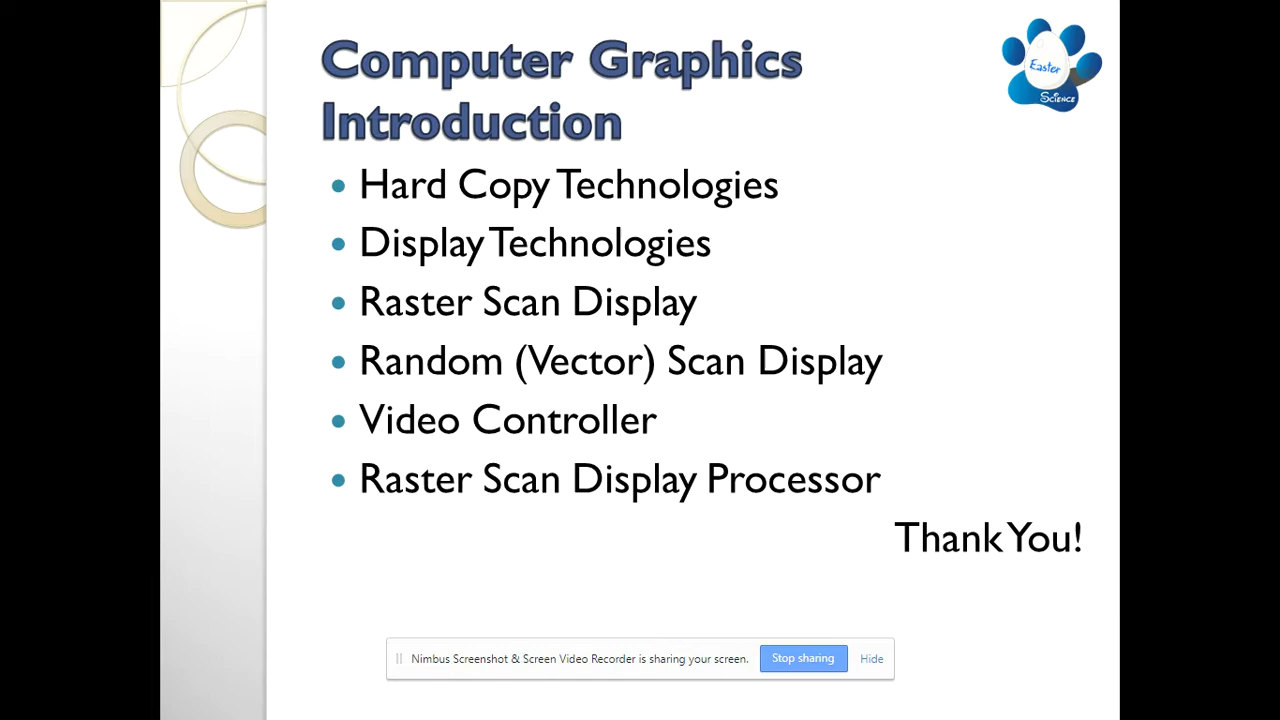 Computer Graphics
Introduction
Easter
Science
• Hard Copy Technologies
• Display Technologies
• Raster Scan Display
• Random (Vector) Scan Display
• Video Controller
• Raster Scan Display Processor
Thank You!
Nimbus Screenshot & Screen Video Recorder is sharing your screen. Stop sharing Hide